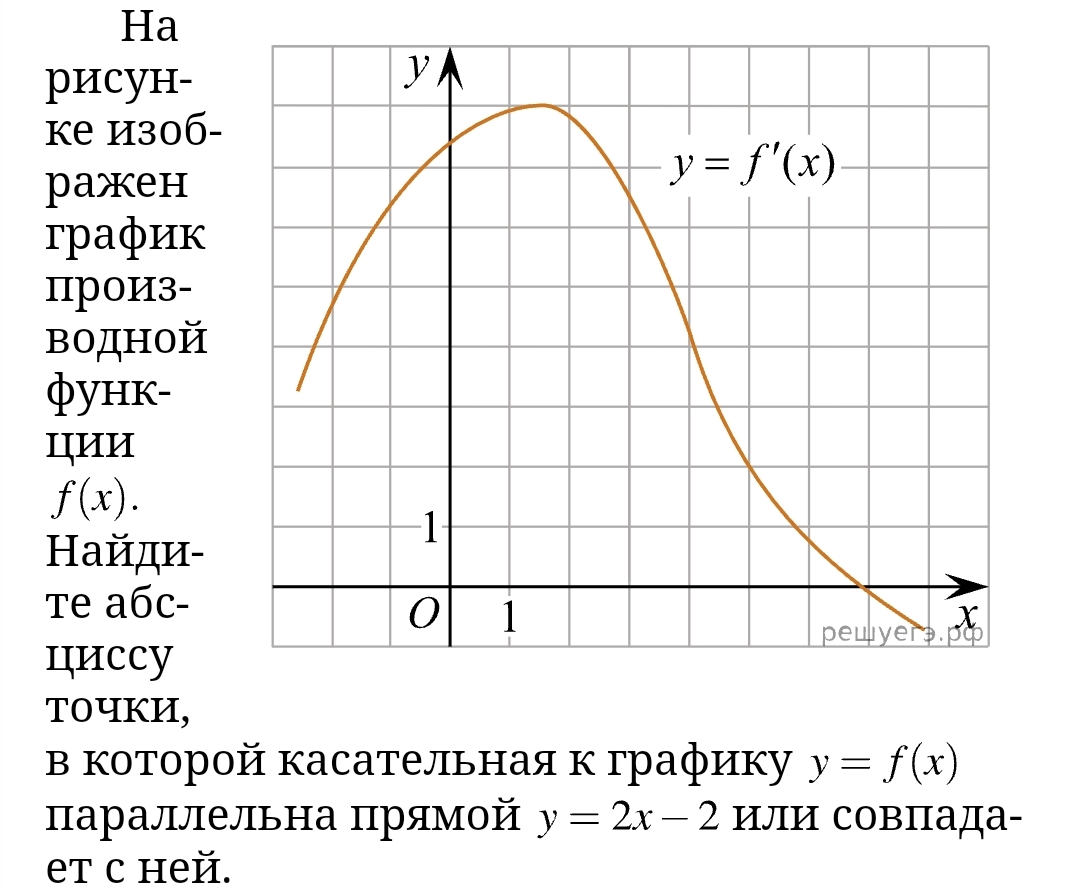 На
рисун-
ке изоб-
ражен
график
произ-
водной
функ-
ции
f(x).
Найди-
те абс-
цисcу
точки,
в которой касательная к графику y = f(x)
параллельна прямой y = 2x − 2 или совпада-
ет с ней.
y
y = f′(x)
1
O
1
x
решуегэ.рф